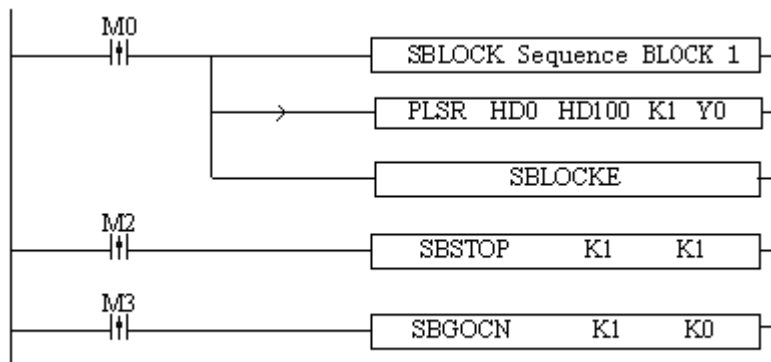 M0
SBLOCK Sequence BLOCK 1
PLSR HD0 HD100 K1 Y0
SBLOCKE
M2
SBSTOP K1 K1
M3
SBGOCN K1 K0